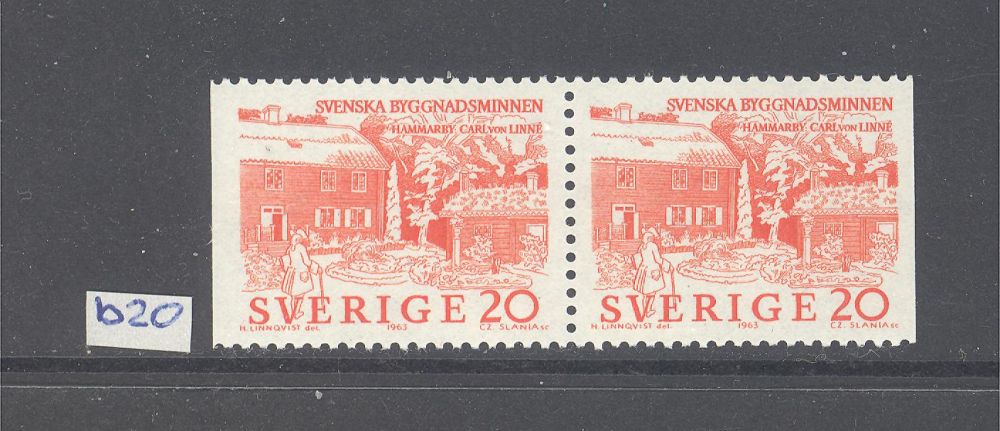 SVENSKA BYGGNADSMINNEN
HAMMARBY CARL VON LINNÉ
SVERIGE 20
H. LINNQVIST del. 1963 CZ. SLANIA sc
SVENSKA BYGGNADSMINNEN
HAMMARBY CARL VON LINNÉ
SVERIGE 20
H. LINNQVIST del. 1963 CZ. SLANIA sc
b20